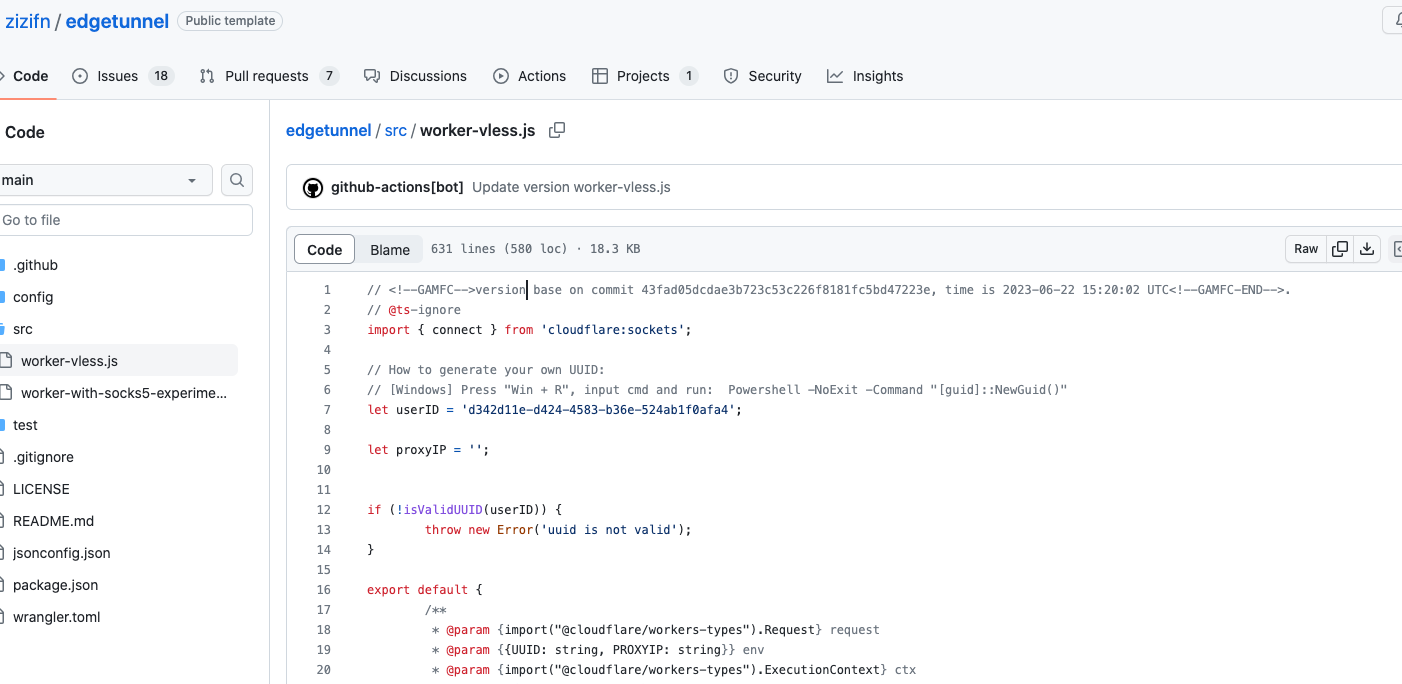 zizifn / edgetunnel Public template
Code Issues 18 Pull requests 7 Discussions Actions Projects 1 Security Insights
Code
main
Go to file
.github
config
src
worker-vless.js
worker-with-socks5-experime...
test
.gitignore
LICENSE
README.md
jsonconfig.json
package.json
wrangler.toml
edgetunnel / src / worker-vless.js
github-actions[bot] Update version worker-vless.js
Code Blame 631 lines (580 loc) · 18.3 KB Raw
1 // <!--GAMFC-->version base on commit 43fad05dcdae3b723c53c226f8181fc5bd47223e, time is 2023-06-22 15:20:02 UTC<!--GAMFC-END-->.
2 // @ts-ignore
3 import { connect } from 'cloudflare:sockets';
4
5 // How to generate your own UUID:
6 // [Windows] Press "Win + R", input cmd and run:  Powershell -NoExit -Command "[guid]::NewGuid()"
7 let userID = 'd342d11e-d424-4583-b36e-524ab1f0afa4';
8
9 let proxyIP = '';
10
11
12 if (!isValidUUID(userID)) {
13 throw new Error('uuid is not valid');
14 }
15
16 export default {
17 /**
18 * @param {import("@cloudflare/workers-types").Request} request
19 * @param {{UUID: string, PROXYIP: string}} env
20 * @param {import("@cloudflare/workers-types").ExecutionContext} ctx